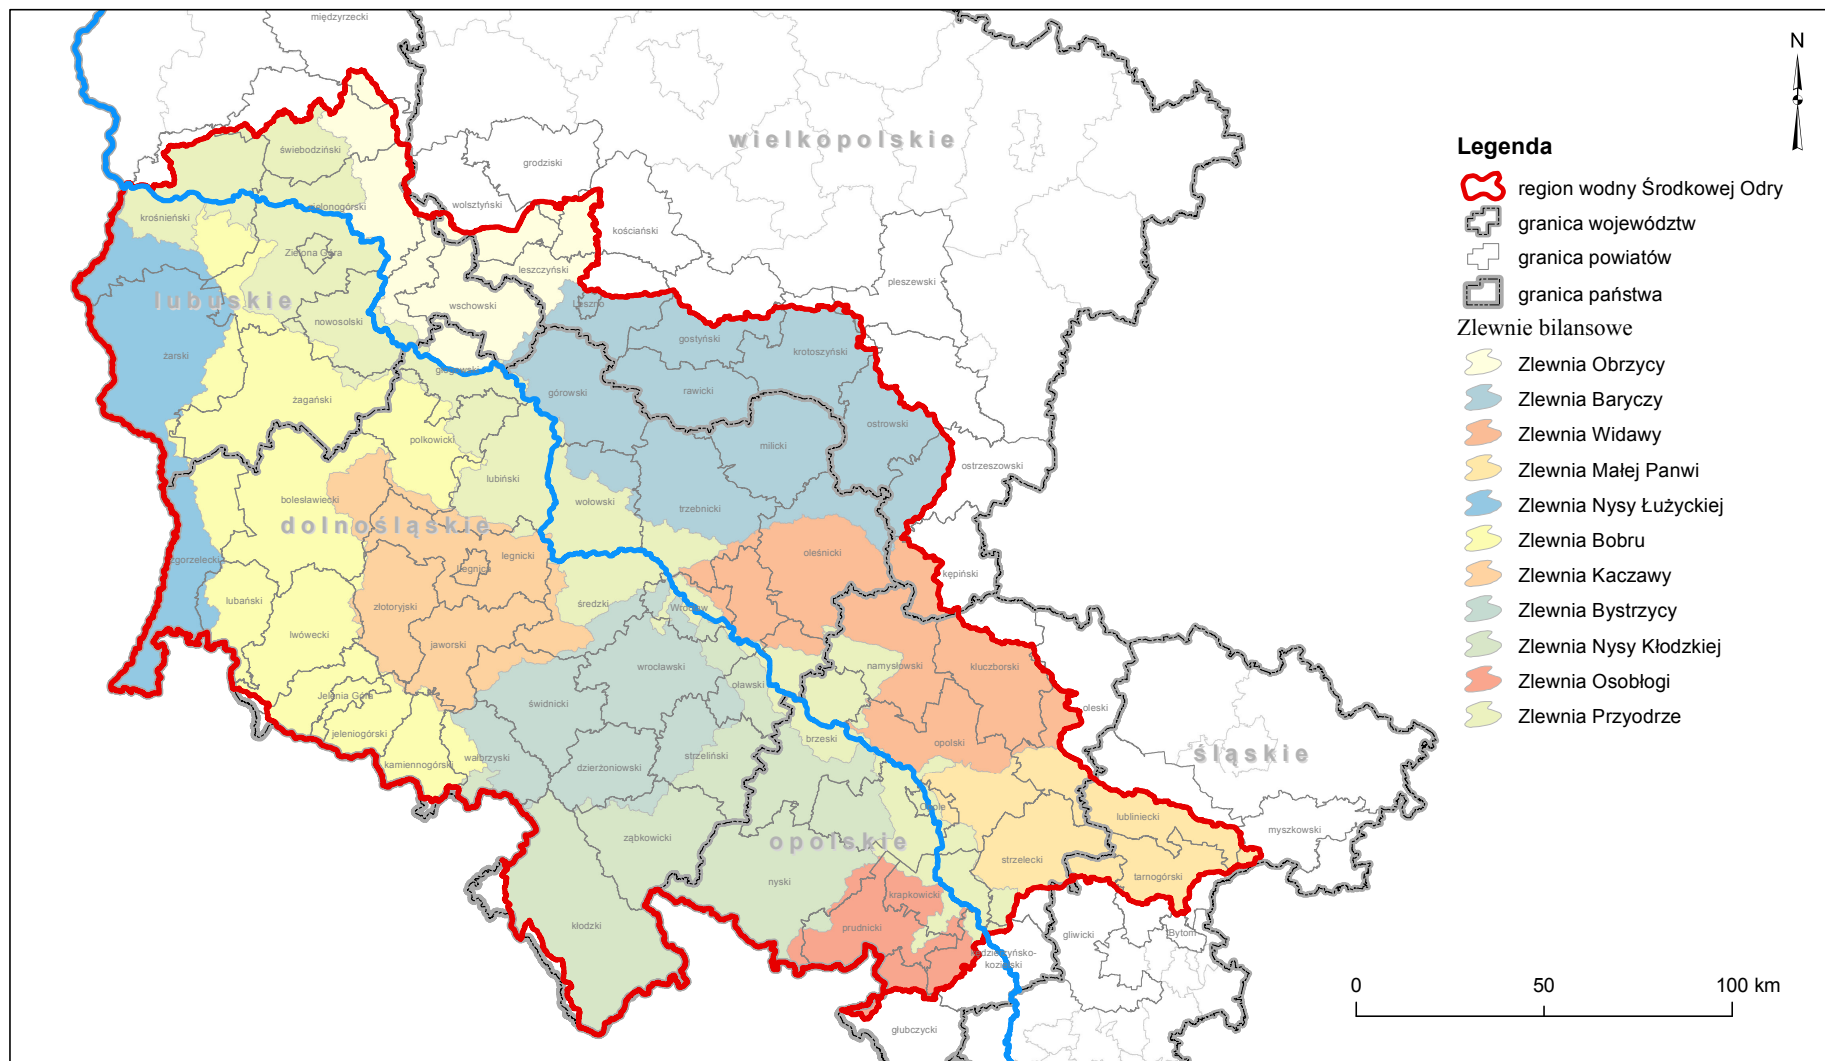 międzyrzecki
N
wielkopolskie
świebodziński
grodziski
zielonogórski
wolsztyński
krośnieński
kościański
Zielona Góra
leszczyński
pleszewski
lubuskie
wschowski
Leszno
nowosolski
gostyński
krotoszyński
żarski
głogowski
górowski
rawicki
żagański
ostrowski
polkowicki
milicki
ostrzeszowski
lubiński
bolesławiecki
wołowski
trzebnicki
dolnośląskie
legnicki
oleśnicki
zgorzelecki
Legnica
kępiński
lubański
złotoryjski
średzki
Wrocław
lwówecki
jaworski
wrocławski
namysłowski
kluczborski
oławski
Jelenia Góra
świdnicki
oleski
jeleniogórski
brzeski
opolski
śląskie
kamiennogórski
wałbrzyski
dzierżoniowski
strzeliński
Opole
lubliniecki
ząbkowicki
opolskie
myszkowski
strzelecki
tarnogórski
nyski
krapkowicki
kłodzki
prudnicki
gliwicki
Bytom
kędzierzyńsko-
kozielski
głubczycki
Legenda
region wodny Środkowej Odry
granica województw
granica powiatów
granica państwa
Zlewnie bilansowe
Zlewnia Obrzycy
Zlewnia Baryczy
Zlewnia Widawy
Zlewnia Małej Panwi
Zlewnia Nysy Łużyckiej
Zlewnia Bobru
Zlewnia Kaczawy
Zlewnia Bystrzycy
Zlewnia Nysy Kłodzkiej
Zlewnia Osobłogi
Zlewnia Przyodrze
0 50 100 km